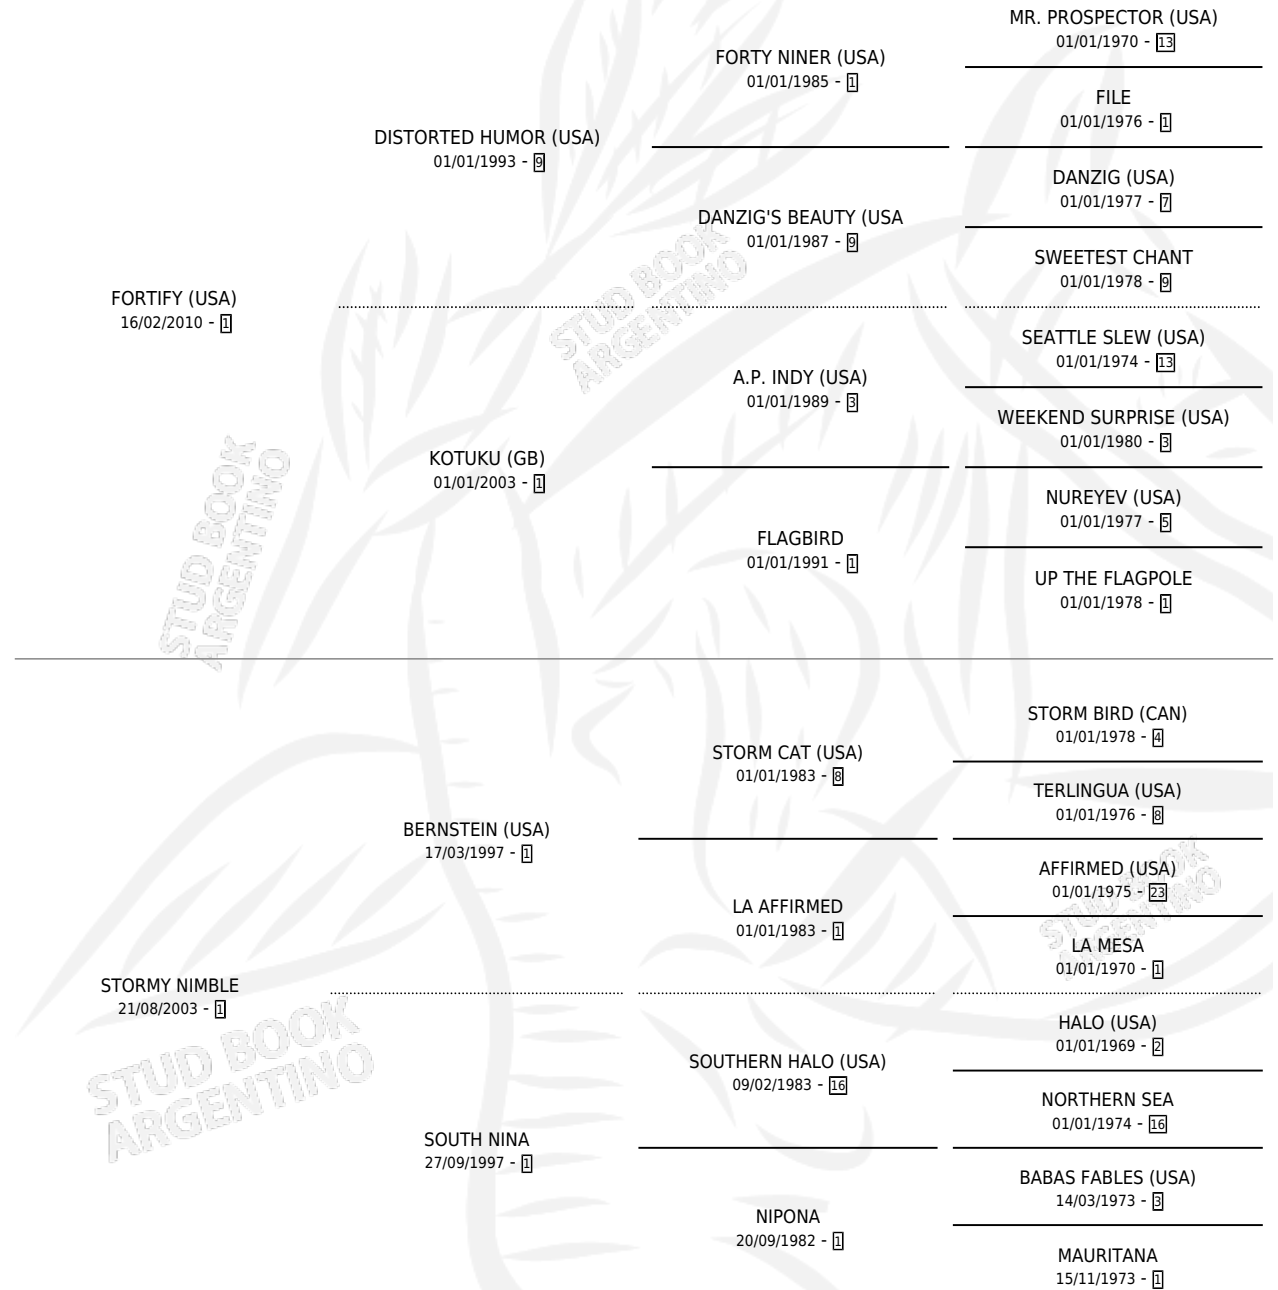 MR. PROSPECTOR (USA)
01/01/1970 - 13
FORTY NINER (USA)
01/01/1985 - 1
FILE
01/01/1976 - 1
DISTORTED HUMOR (USA)
01/01/1993 - 9
DANZIG (USA)
01/01/1977 - 7
DANZIG'S BEAUTY (USA
01/01/1987 - 9
SWEETEST CHANT
01/01/1978 - 9
FORTIFY (USA)
16/02/2010 - 1
STUD BOOK
ARGENTINO
SEATTLE SLEW (USA)
01/01/1974 - 13
A.P. INDY (USA)
01/01/1989 - 3
WEEKEND SURPRISE (USA)
01/01/1980 - 3
KOTUKU (GB)
01/01/2003 - 1
NUREYEV (USA)
01/01/1977 - 5
FLAGBIRD
01/01/1991 - 1
UP THE FLAGPOLE
01/01/1978 - 1
STUD BOOK
ARGENTINO
STORM BIRD (CAN)
01/01/1978 - 4
STORM CAT (USA)
01/01/1983 - 8
TERLINGUA (USA)
01/01/1976 - 8
BERNSTEIN (USA)
17/03/1997 - 1
AFFIRMED (USA)
01/01/1975 - 23
LA AFFIRMED
01/01/1983 - 1
STUD BOOK
ARGENTINO
LA MESA
01/01/1970 - 1
STORMY NIMBLE
21/08/2003 - 1
HALO (USA)
01/01/1969 - 2
SOUTHERN HALO (USA)
09/02/1983 - 16
STUD BOOK
ARGENTINO
NORTHERN SEA
01/01/1974 - 16
SOUTH NINA
27/09/1997 - 1
BABAS FABLES (USA)
14/03/1973 - 3
NIPONA
20/09/1982 - 1
MAURITANA
15/11/1973 - 1